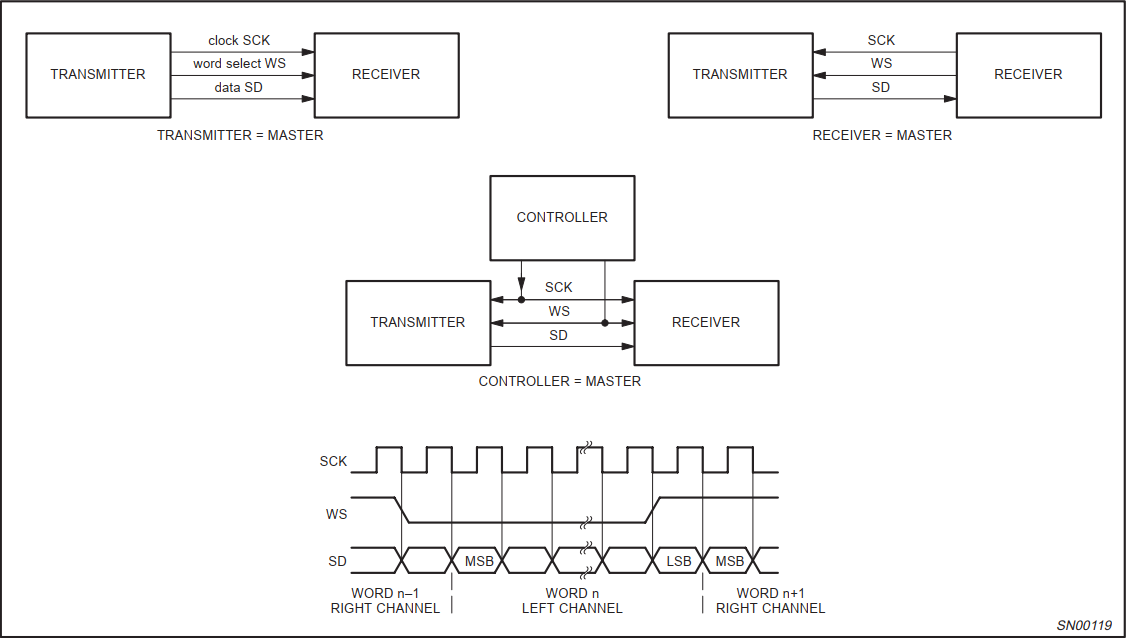 clock SCK
word select WS
data SD
TRANSMITTER
RECEIVER
TRANSMITTER = MASTER
SCK
WS
SD
TRANSMITTER
RECEIVER
RECEIVER = MASTER
CONTROLLER
SCK
WS
SD
TRANSMITTER
RECEIVER
CONTROLLER = MASTER
SCK
WS
SD
MSB
LSB
MSB
WORD n–1
RIGHT CHANNEL
WORD n
LEFT CHANNEL
WORD n+1
RIGHT CHANNEL
SN00119